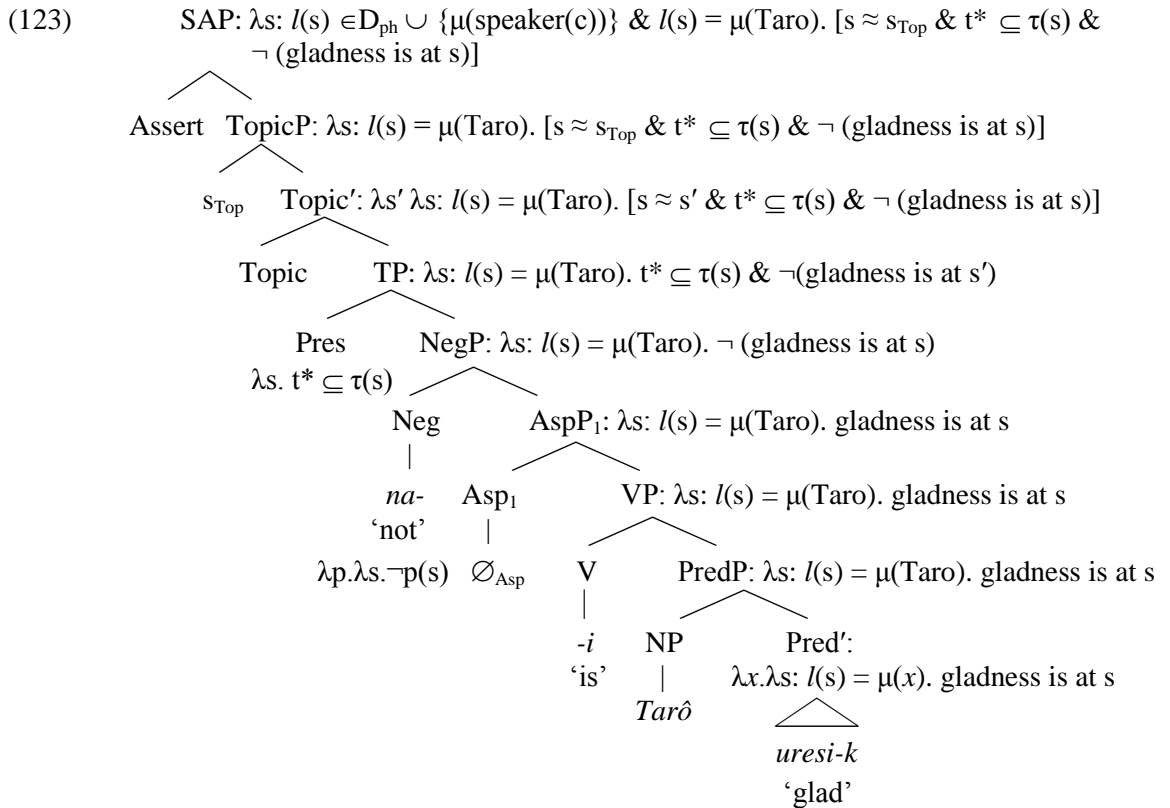 (123) SAP: λs: l(s) ∈D_ph ∪ {μ(speaker(c))} & l(s) = μ(Taro). [s ≈ s_Top & t* ⊆ τ(s) &
¬ (gladness is at s)]
Assert TopicP: λs: l(s) = μ(Taro). [s ≈ s_Top & t* ⊆ τ(s) & ¬ (gladness is at s)]
s_Top Topic′: λs′ λs: l(s) = μ(Taro). [s ≈ s′ & t* ⊆ τ(s) & ¬ (gladness is at s)]
Topic TP: λs: l(s) = μ(Taro). t* ⊆ τ(s) & ¬(gladness is at s′)
Pres NegP: λs: l(s) = μ(Taro). ¬ (gladness is at s)
λs. t* ⊆ τ(s)
Neg AspP₁: λs: l(s) = μ(Taro). gladness is at s
na- Asp₁ VP: λs: l(s) = μ(Taro). gladness is at s
‘not’
λp.λs.¬p(s) ∅_Asp V PredP: λs: l(s) = μ(Taro). gladness is at s
-i NP Pred′:
‘is’ λx.λs: l(s) = μ(x). gladness is at s
Tarô
uresi-k
‘glad’